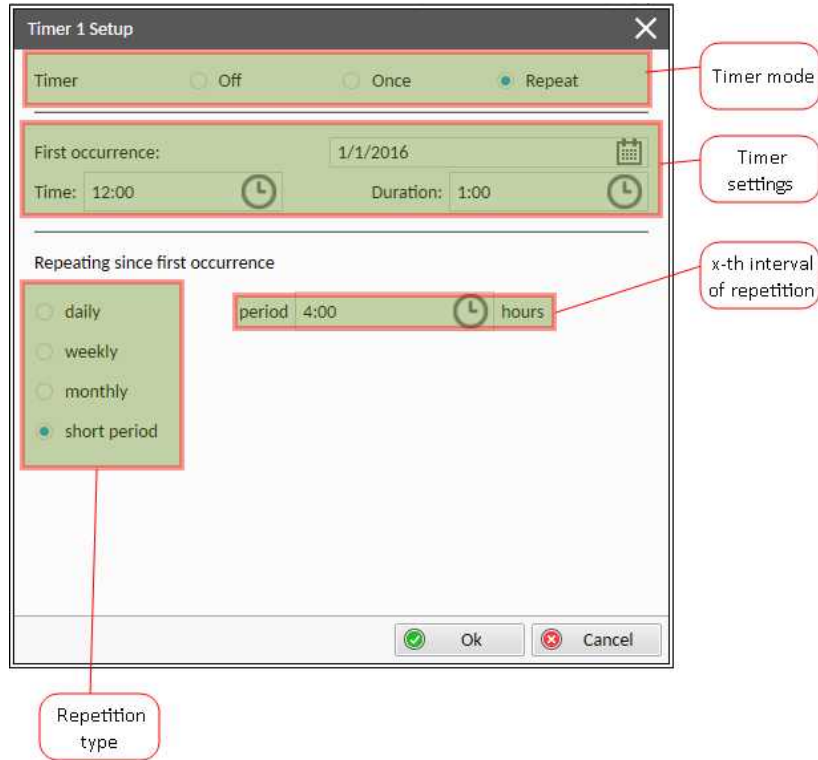 Timer 1 Setup
Timer Off Once Repeat
Timer mode
First occurrence: 1/1/2016
Time: 12:00 Duration: 1:00
Timer
settings
Repeating since first occurrence
x-th interval
of repetition
daily period 4:00 hours
weekly
monthly
short period
Ok Cancel
Repetition
type